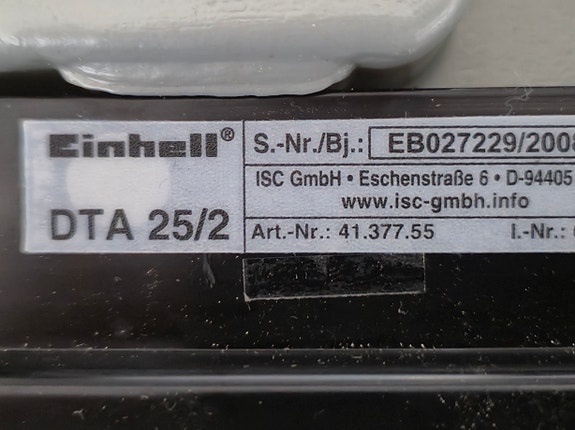 Einhell®
DTA 25/2
S.-Nr./Bj.: EB027229/2008
ISC GmbH • Eschenstraße 6 • D-94405
www.isc-gmbh.info
Art.-Nr.: 41.377.55 I.-Nr.: